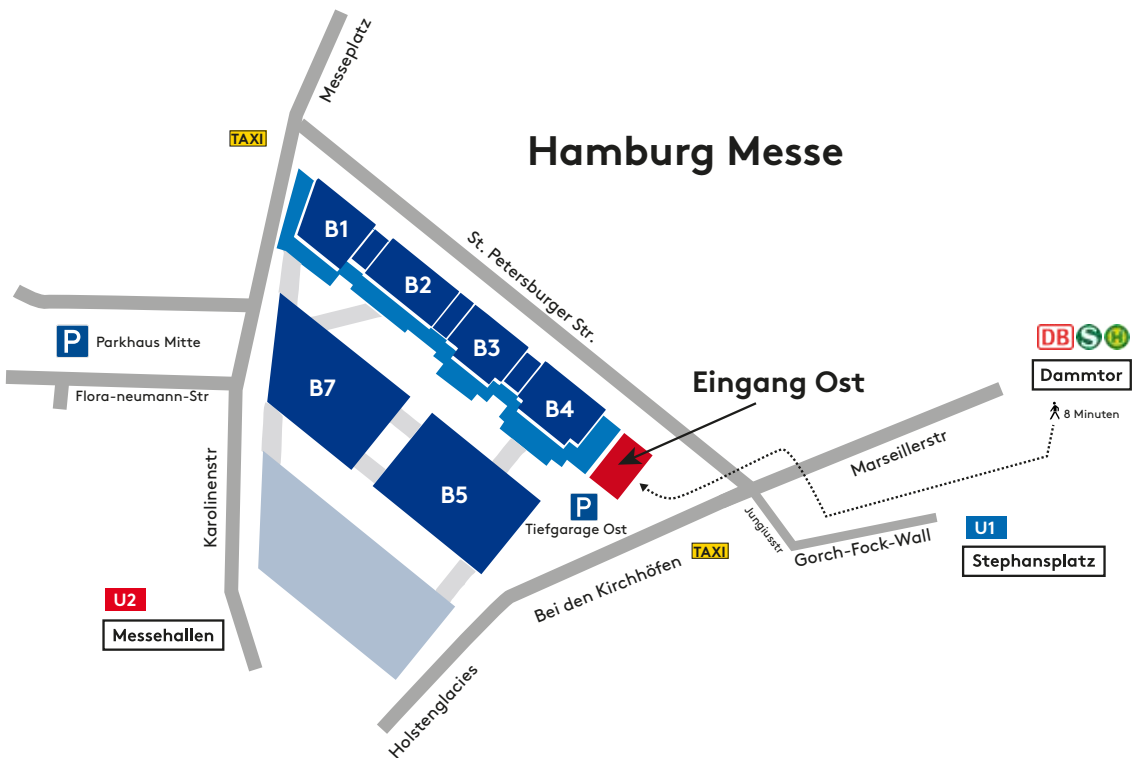 Messeplatz
TAXI
Hamburg Messe
B1
St. Petersburger Str.
B2
B3
B4
P
Parkhaus Mitte
Flora-neumann-Str
B7
B5
Eingang Ost
DB S H
Dammtor
8 Minuten
Marseillerstr
Karolinenstr
P
Tiefgarage Ost
Jungiusstr
Gorch-Fock-Wall
U1
Stephansplatz
TAXI
Bei den Kirchhöfen
U2
Messehallen
Holstenglacies